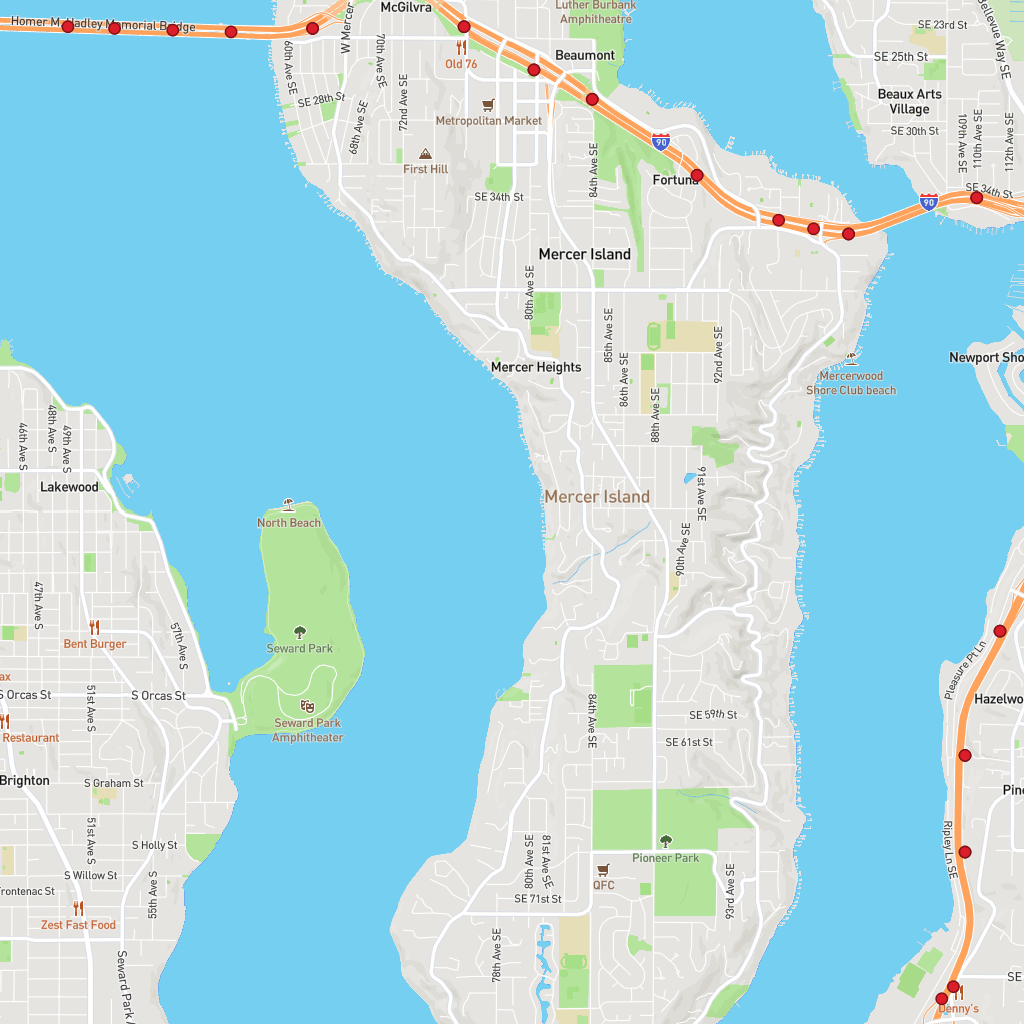 McGilvra
Luther Burbank
Amphitheatre
Homer M. Hadley Memorial Bridge
60th Ave SE
W Mercer
70th Ave SE
SE 23rd St
Bellevue Way SE
Old 76
Beaumont
SE 25th St
72nd Ave SE
SE 28th St
68th Ave SE
Beaux Arts
Village
Metropolitan Market
SE 30th St
109th Ave SE
110th Ave SE
112th Ave SE
90
First Hill
84th Ave SE
Fortuna
SE 34th St
SE 34th St
90
Mercer Island
80th Ave SE
85th Ave SE
92nd Ave SE
Mercer Heights
86th Ave SE
Newport Sho
Mercerwood
Shore Club beach
88th Ave SE
48th Ave S
49th Ave S
46th Ave S
Lakewood
91st Ave SE
Mercer Island
North Beach
90th Ave SE
47th Ave S
57th Ave S
Bent Burger
Seward Park
Pleasure Pt Ln
ax
S Orcas St
S Orcas St
51st Ave S
84th Ave SE
Hazelwo
Seward Park
Amphitheater
SE 59th St
Restaurant
SE 61st St
Brighton
S Graham St
Pine
51st Ave S
S Holly St
Ripley Ln SE
Pioneer Park
80th Ave SE
81st Ave SE
S Willow St
QFC
93rd Ave SE
Frontenac St
55th Ave S
SE 71st St
Zest Fast Food
78th Ave SE
Seward Park A
SE
Denny's